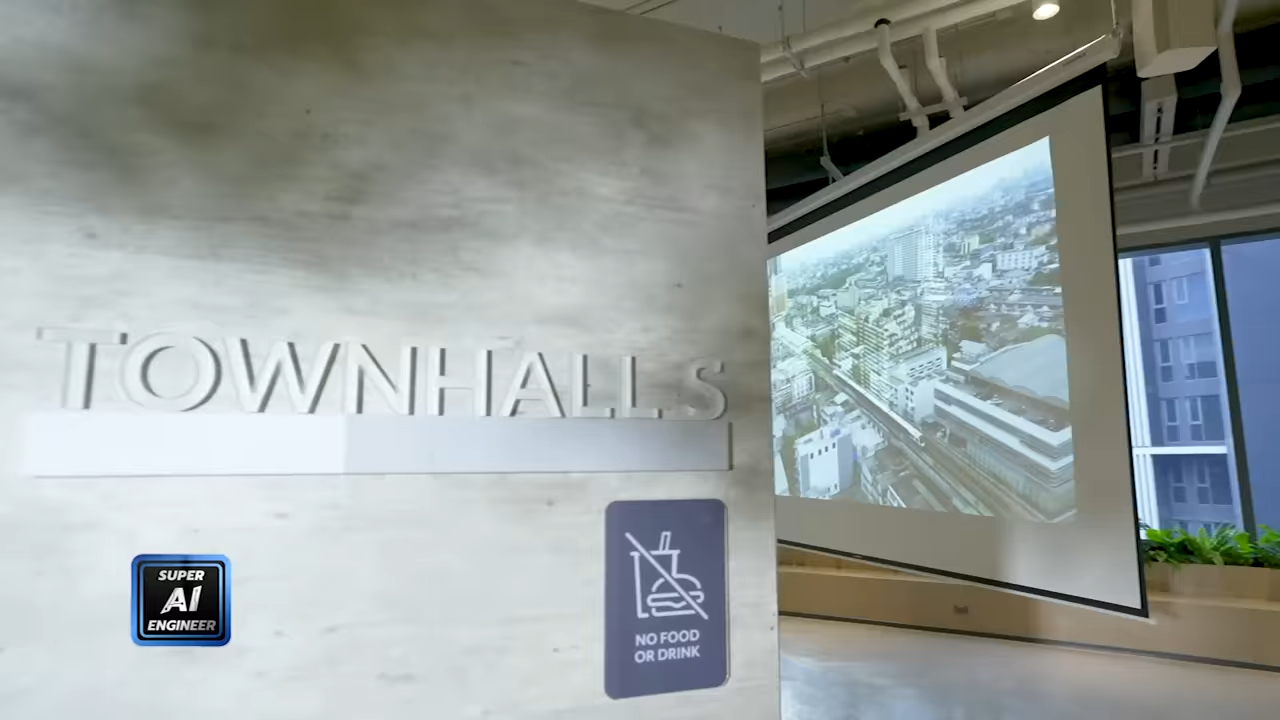 TOWNHALLS
SUPER
AI
ENGINEER
NO FOOD
OR DRINK